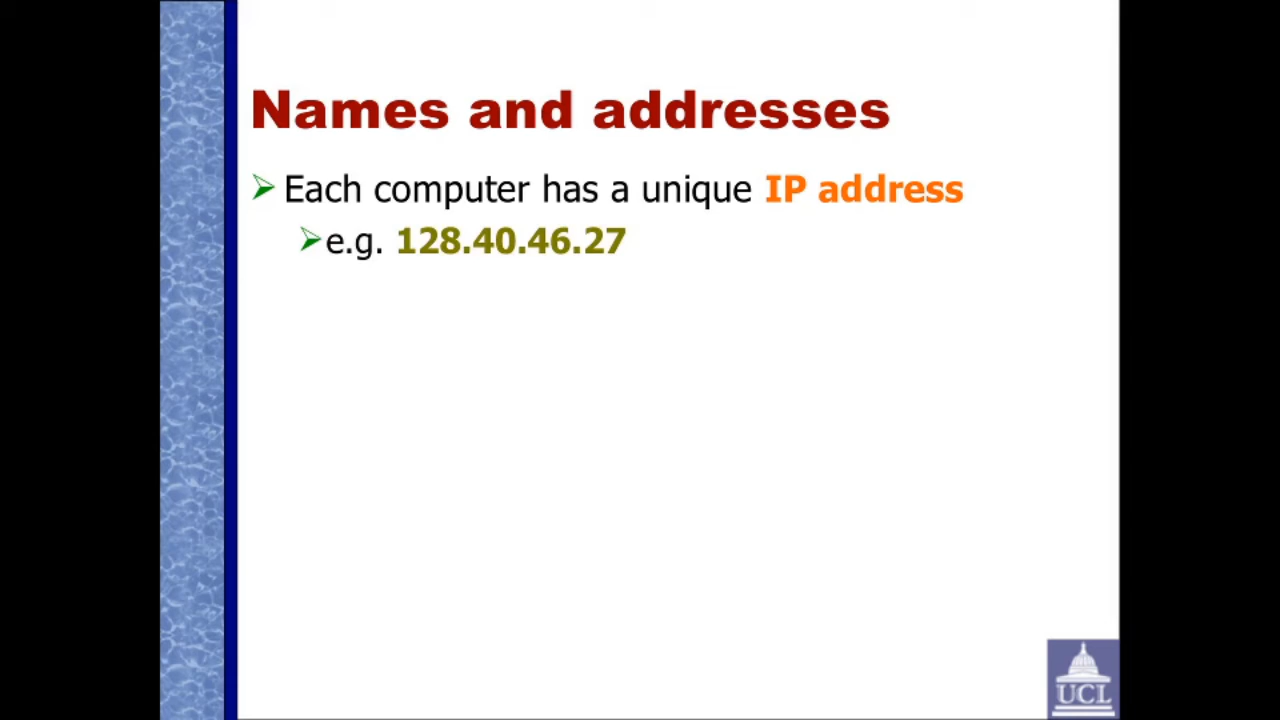 Names and addresses
Each computer has a unique IP address
e.g. 128.40.46.27
UCL